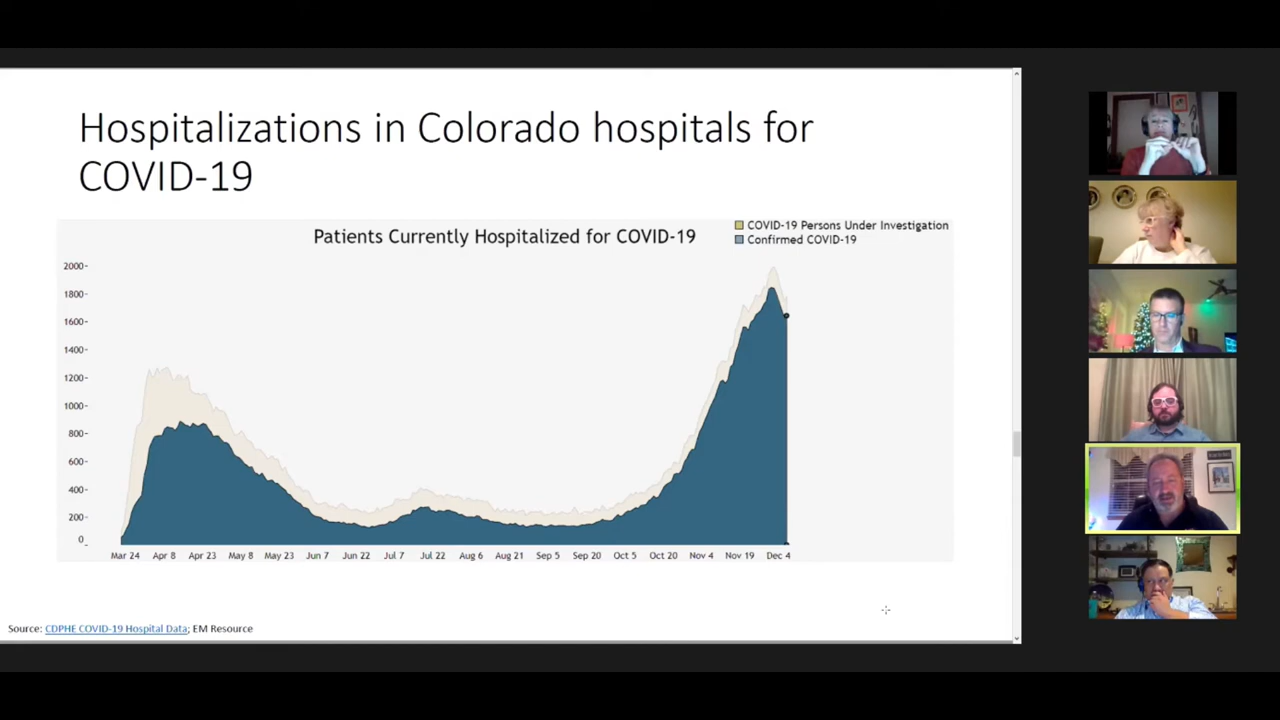 Hospitalizations in Colorado hospitals for
COVID-19
Patients Currently Hospitalized for COVID-19
COVID-19 Persons Under Investigation
Confirmed COVID-19
2000
1800
1600
1400
1200
1000
800
600
400
200
0
Mar 24 Apr 8 Apr 23 May 8 May 23 Jun 7 Jun 22 Jul 7 Jul 22 Aug 6 Aug 21 Sep 5 Sep 20 Oct 5 Oct 20 Nov 4 Nov 19 Dec 4
Source: CDPHE COVID-19 Hospital Data; EM Resource